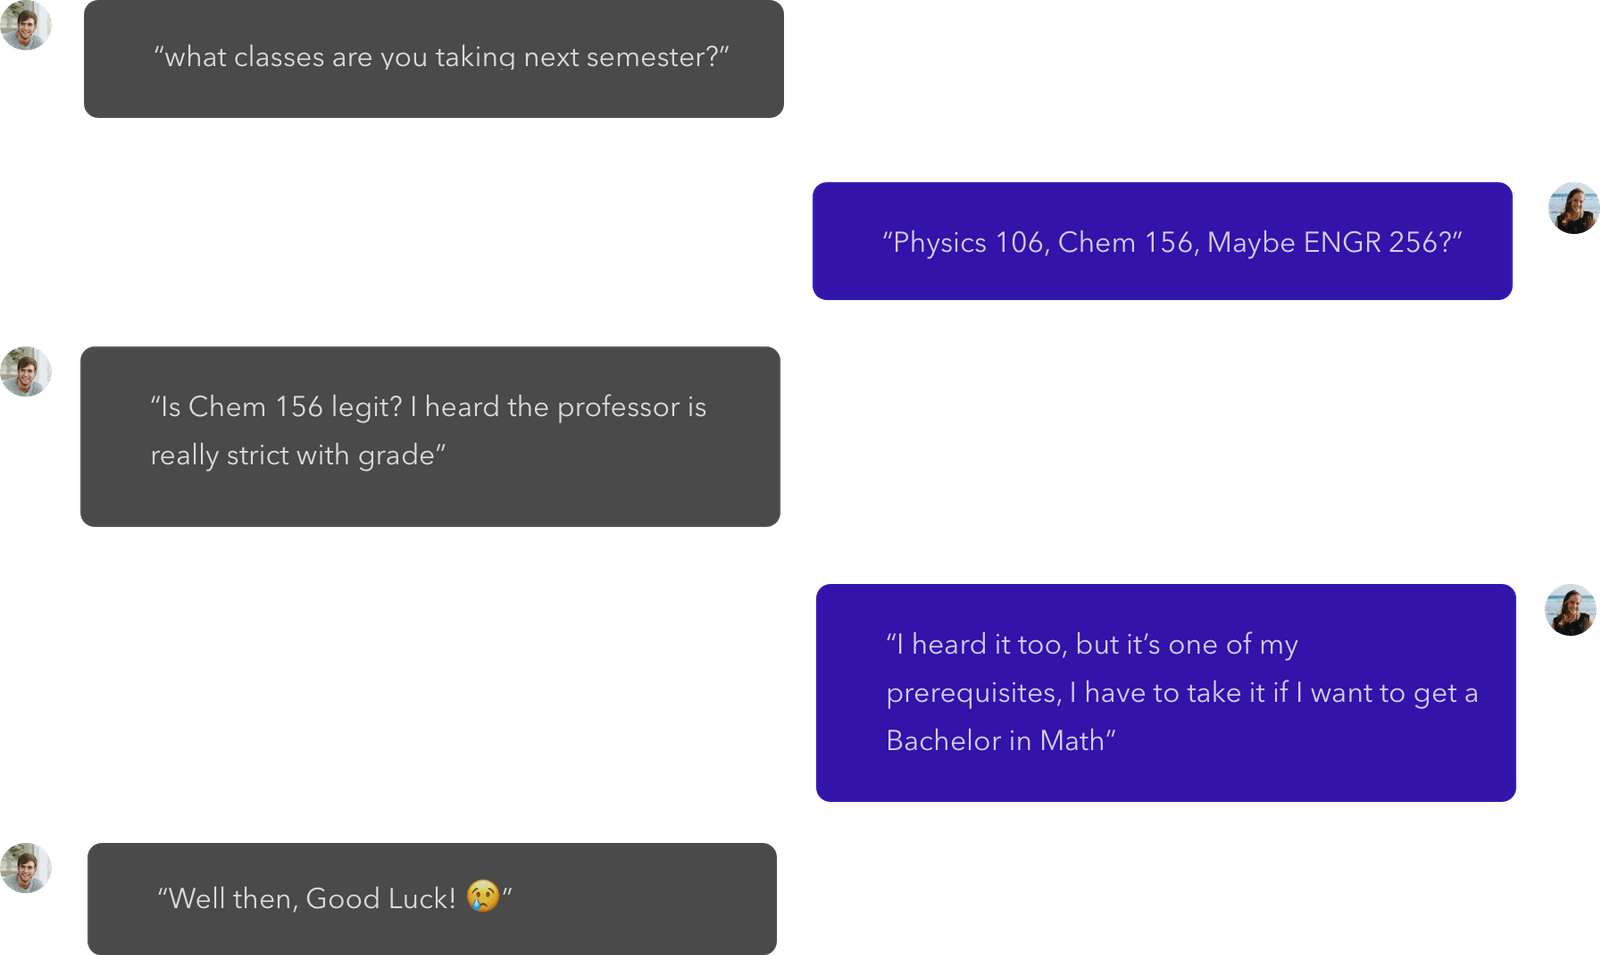 “what classes are you taking next semester?”
“Physics 106, Chem 156, Maybe ENGR 256?”
“Is Chem 156 legit? I heard the professor is
really strict with grade”
“I heard it too, but it’s one of my
prerequisites, I have to take it if I want to get a
Bachelor in Math”
“Well then, Good Luck! 😢”